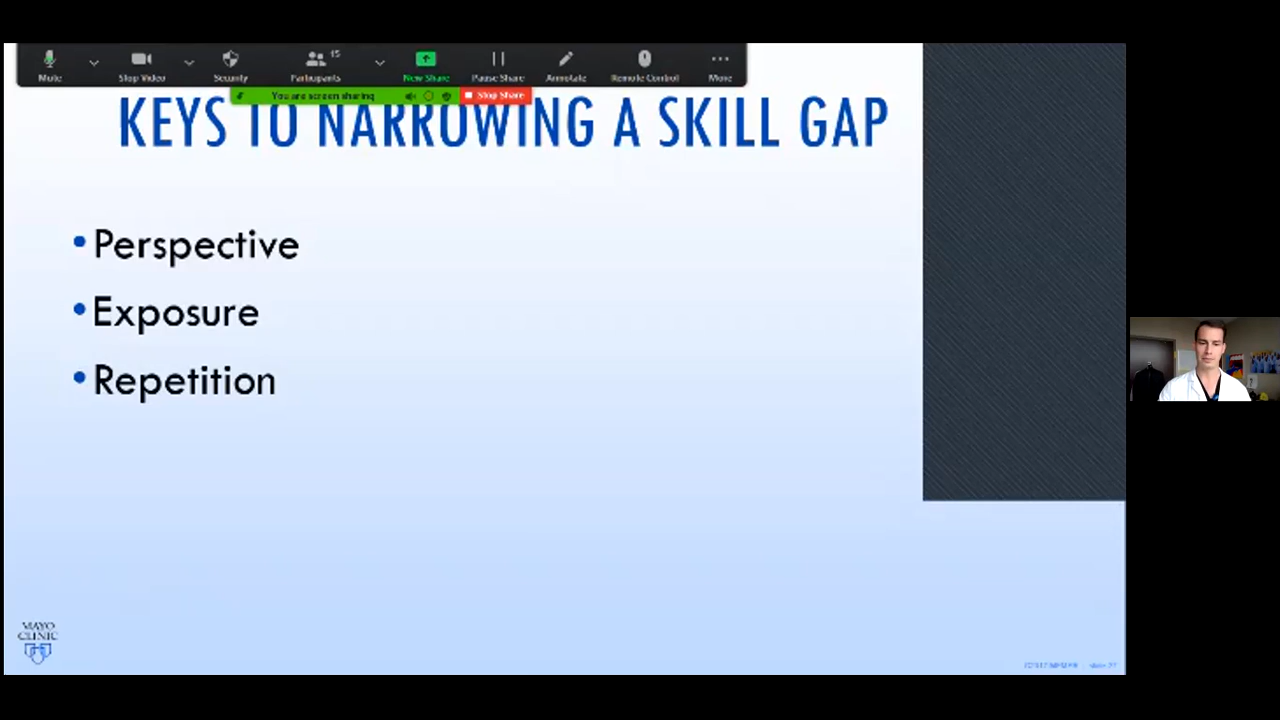 15
Mute
Stop Video
Security
Participants
New Share
Pause Share
Annotate
Remote Control
More
You are screen sharing
Stop Share
KEYS TO NARROWING A SKILL GAP
• Perspective
• Exposure
• Repetition
MAYO
CLINIC